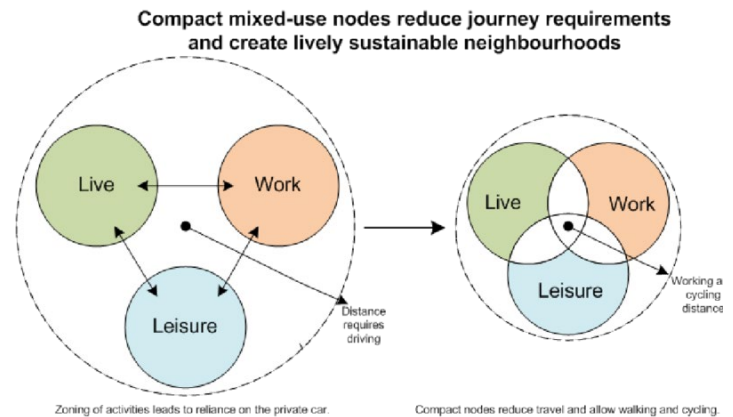 Compact mixed-use nodes reduce journey requirements
and create lively sustainable neighbourhoods
Live
Work
Leisure
Distance
requires
driving
Zoning of activities leads to reliance on the private car.
Live
Work
Leisure
Working a
cycling
distance
Compact nodes reduce travel and allow walking and cycling.